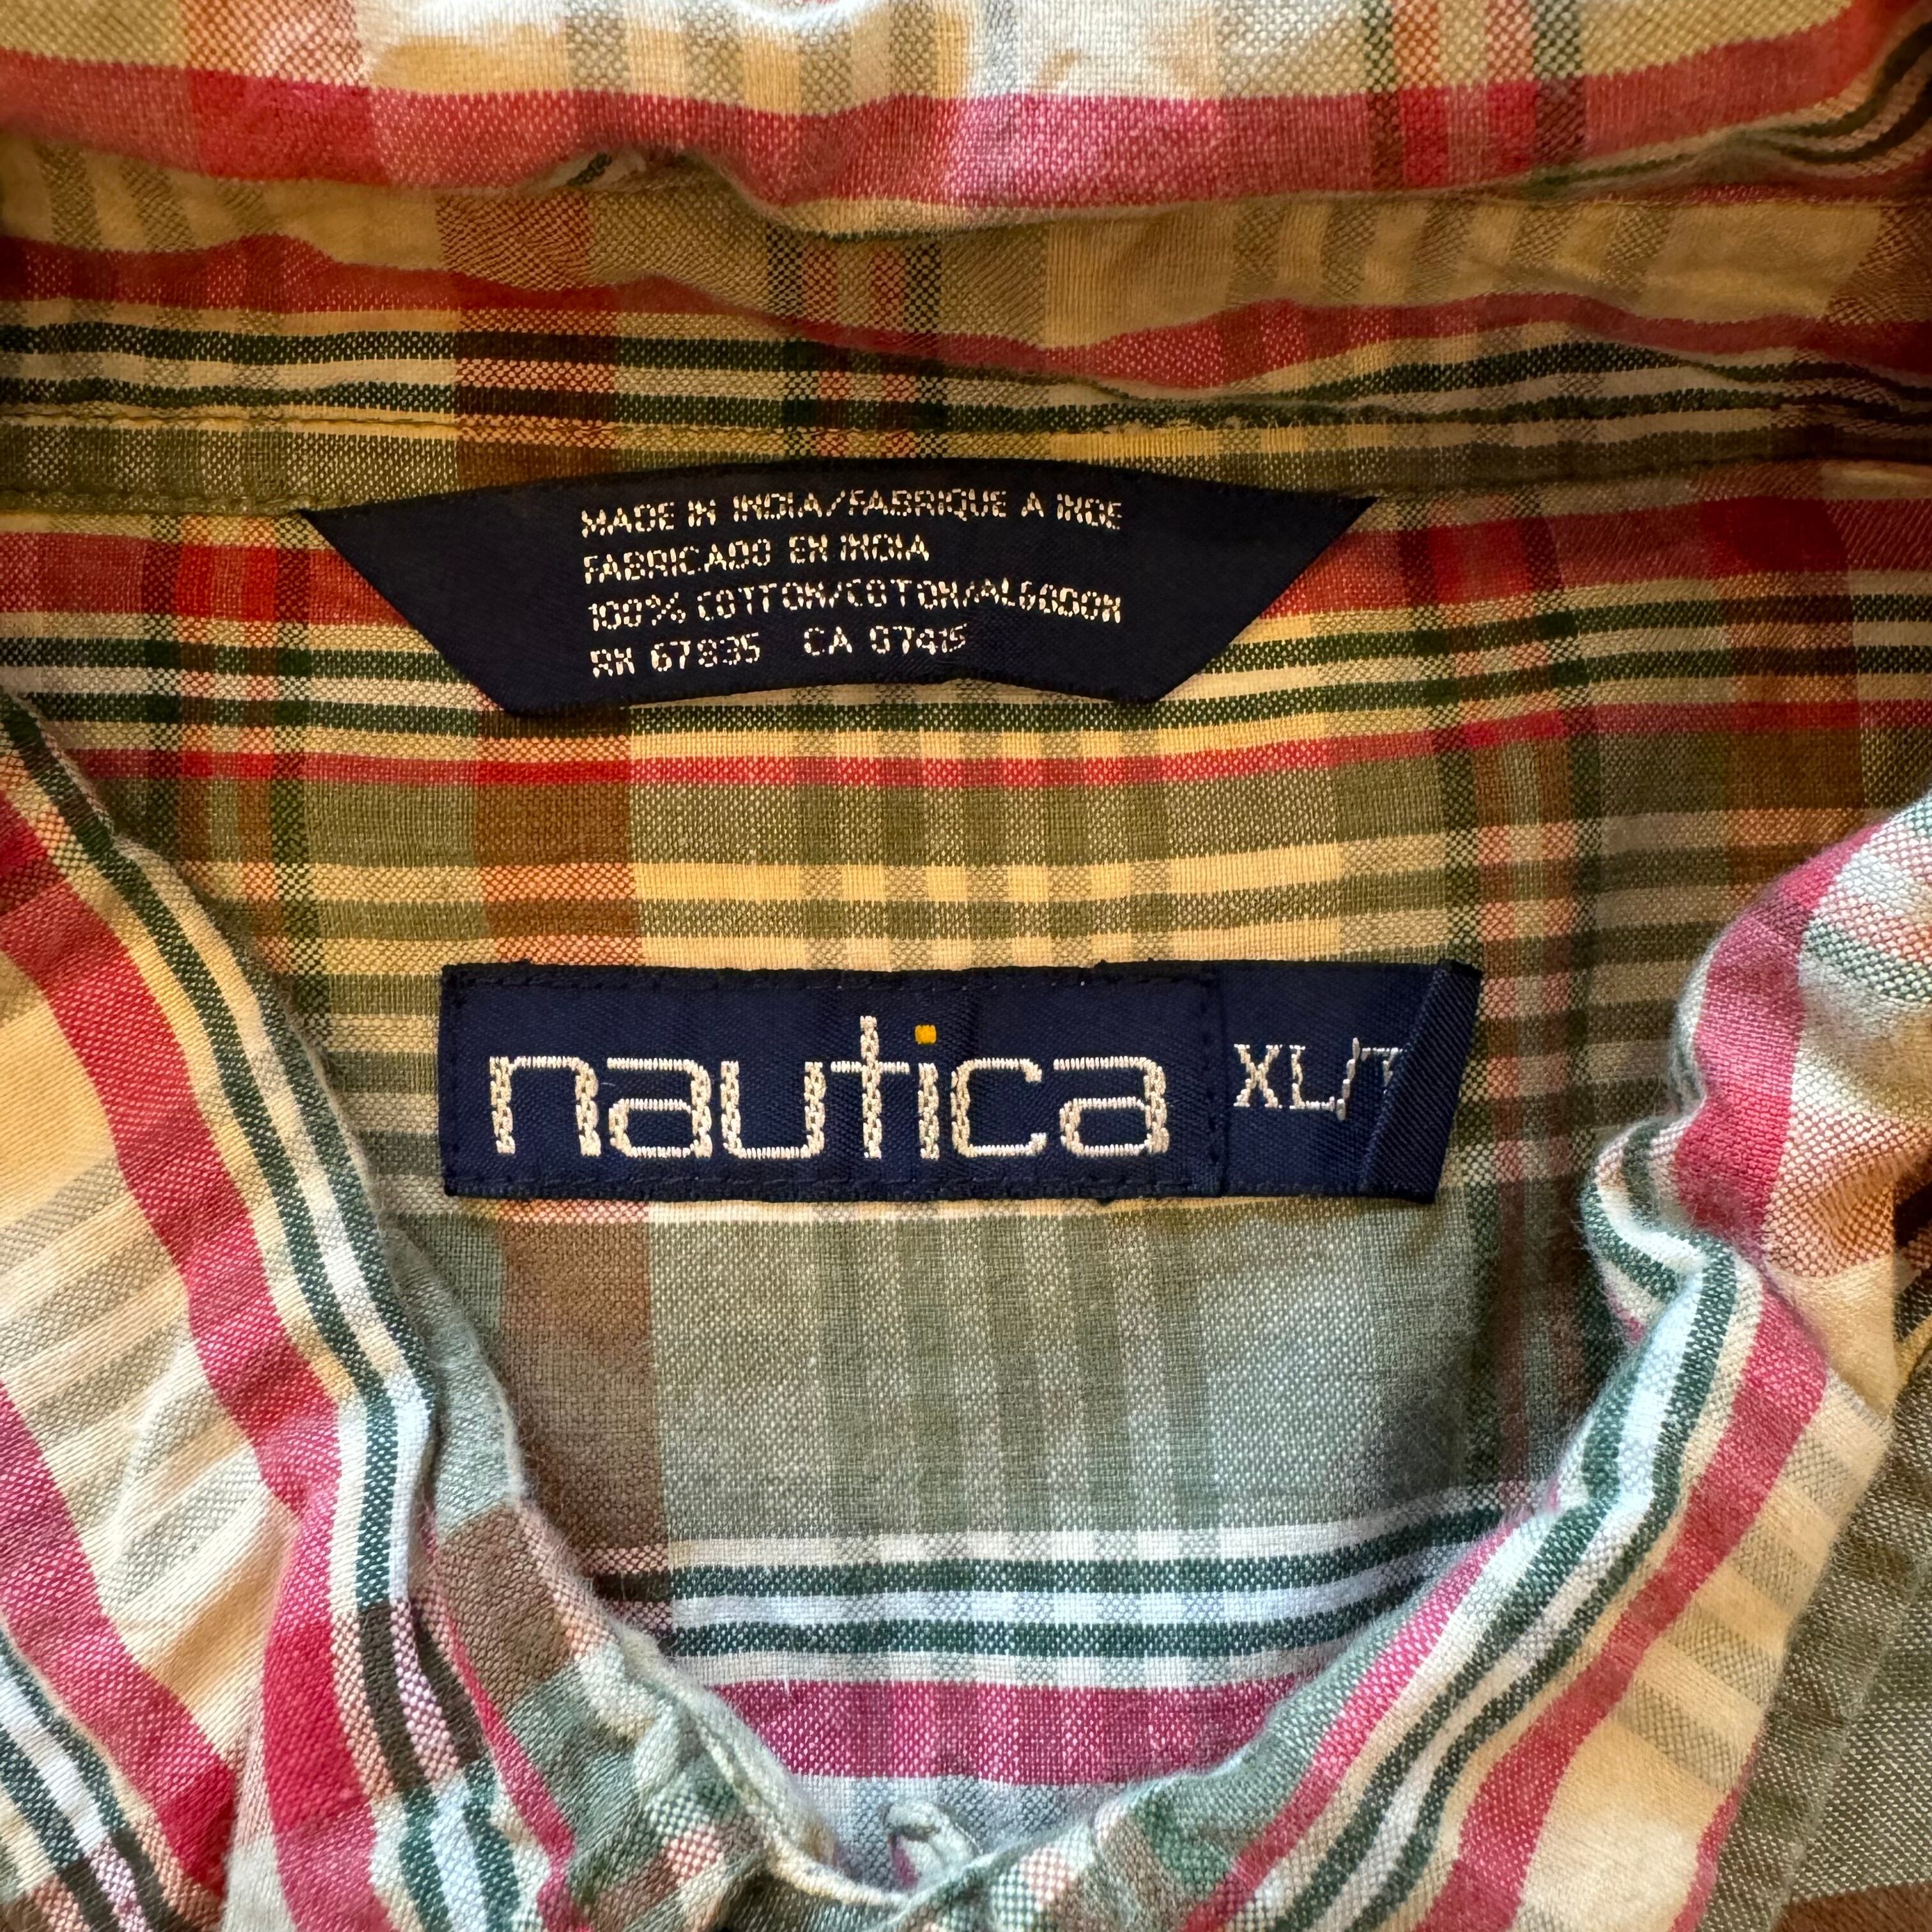 MADE IN INDIA/FABRIQUE A INDE
FABRICADO EN INDIA
100% COTTON/COTON/ALGODON
RN 67835 CA 07415
nautica XL/T